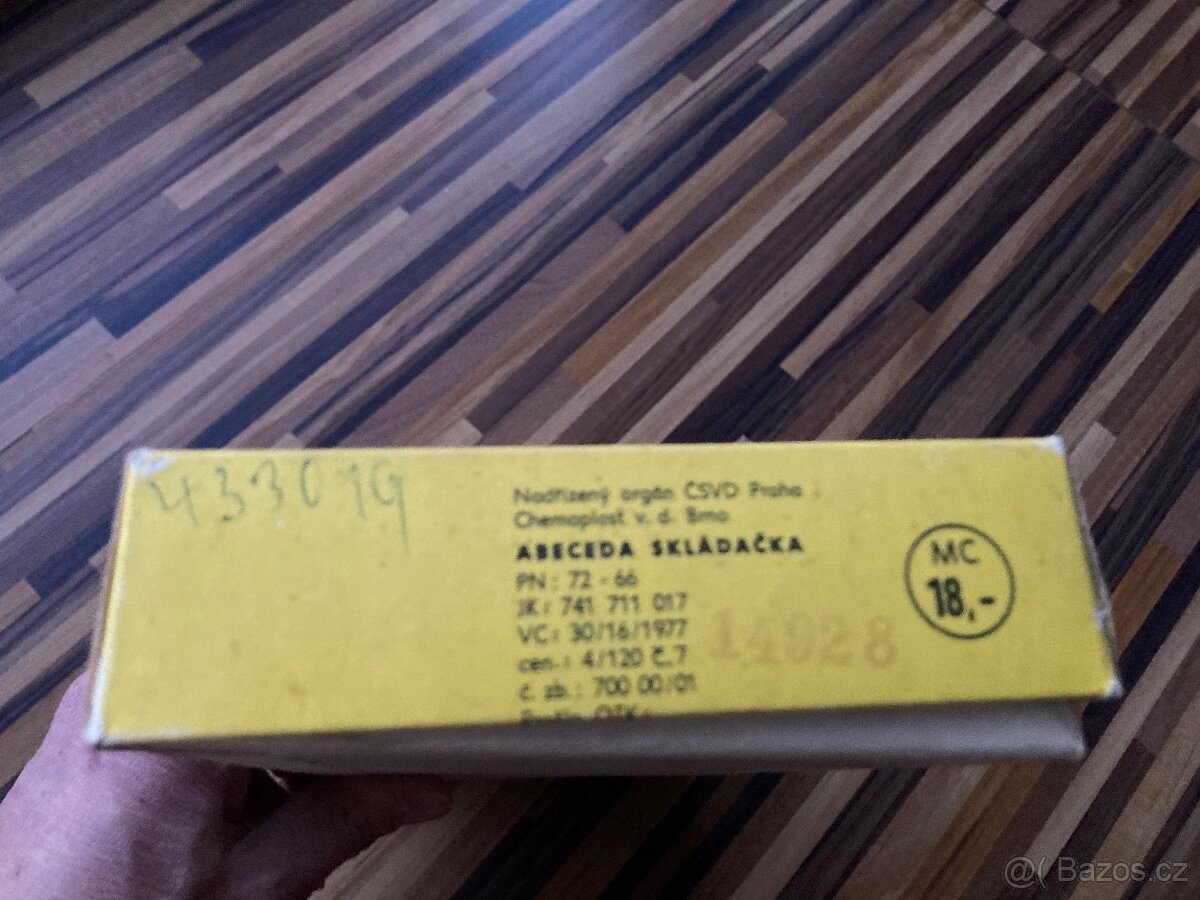 43301G
Nadřízený orgán ČSVD Praha
Chemoplast v. d. Brno
ABECEDA SKLÁDAČKA
PN: 72 - 66
JK: 741 711 017
VC: 30/16/1977
cen.: 4/120 č.7
č. zb.: 700 00/01
14928
MC
18,-
@( Bazos.cz